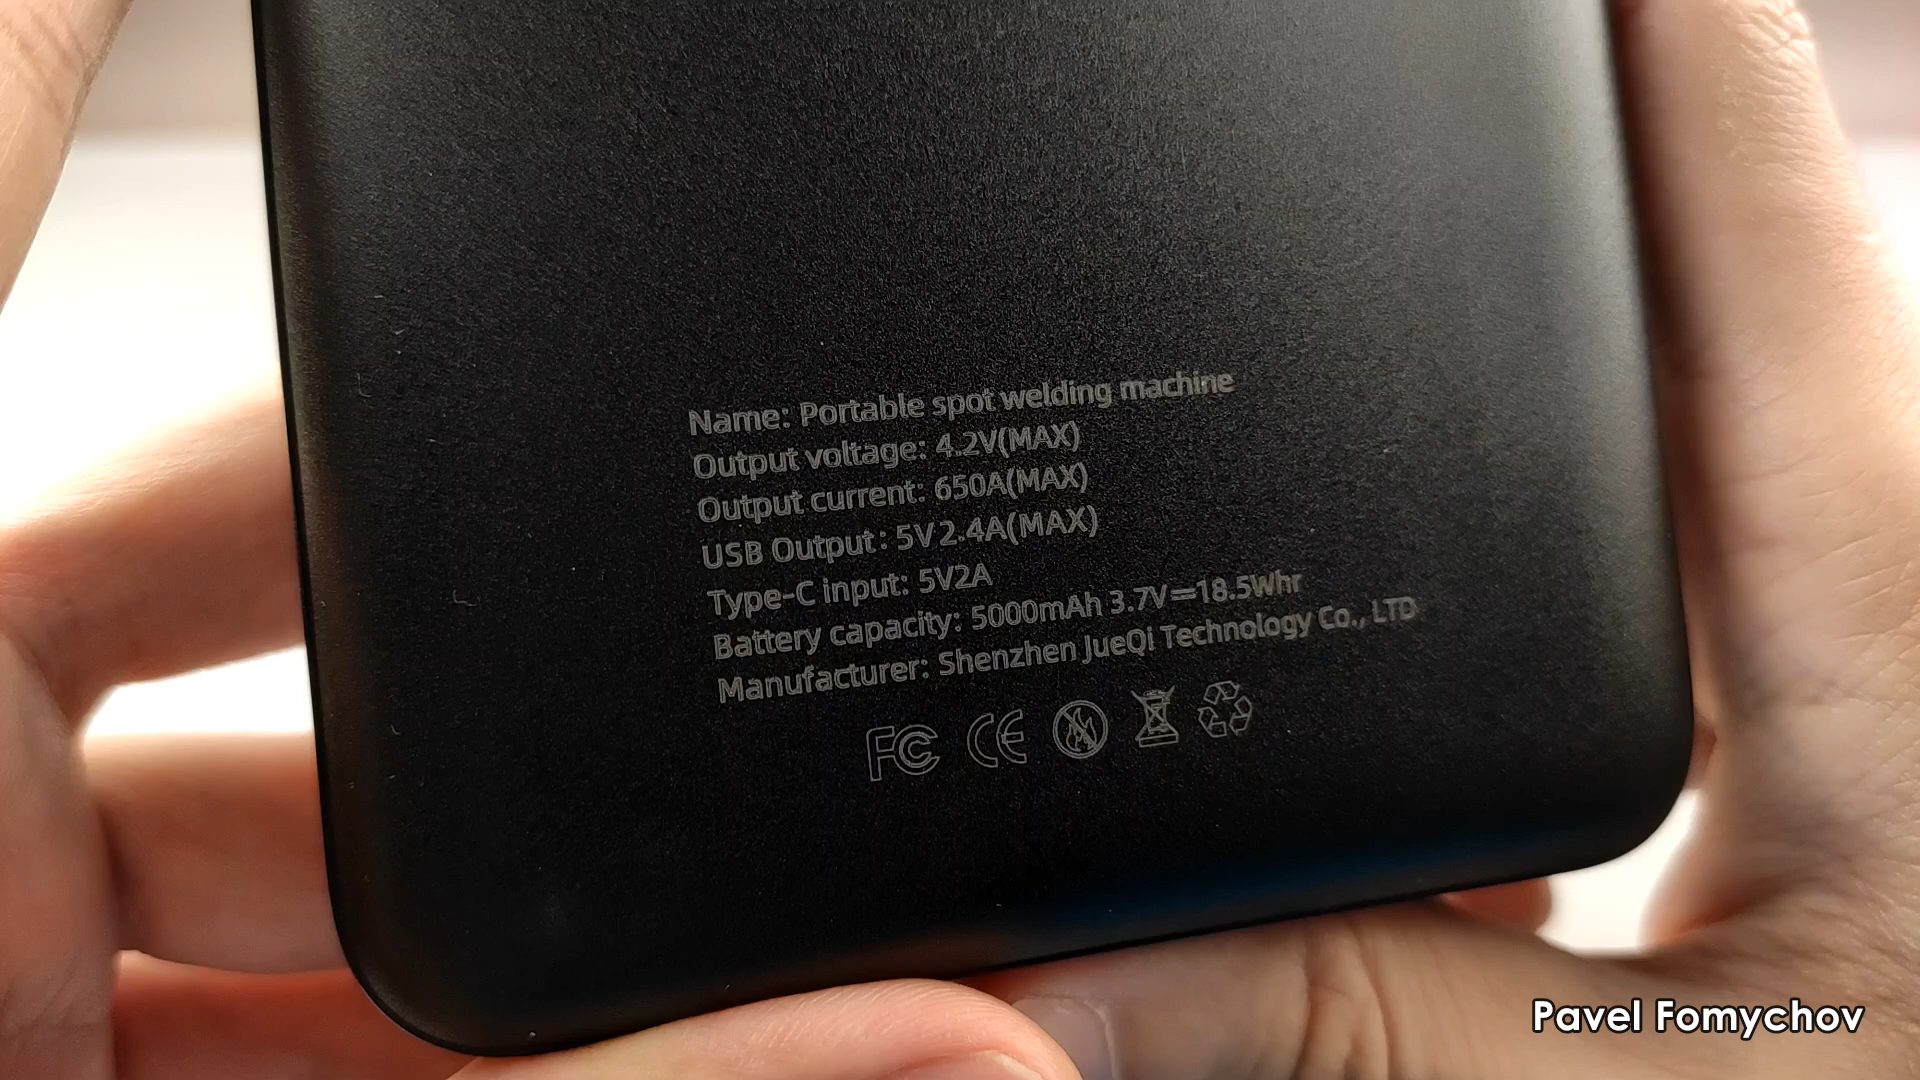 Name: Portable spot welding machine
Output voltage: 4.2V(MAX)
Output current: 650A(MAX)
USB Output: 5V 2.4A(MAX)
Type-C input: 5V2A
Battery capacity: 5000mAh 3.7V⎓18.5Whr
Manufacturer: Shenzhen JueQi Technology Co., LTD
FC CE
Pavel Fomychov